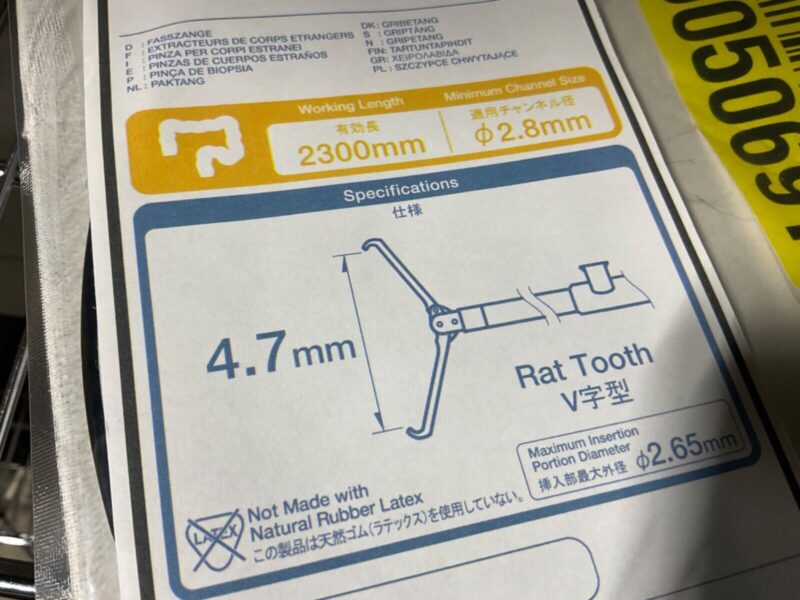 D : FASSZANGE
F : EXTRACTEURS DE CORPS ETRANGERS
I : PINZA PER CORPI ESTRANEI
E : PINZAS DE CUERPOS ESTRAÑOS
P : PINÇA DE BIOPSIA
NL : PAKTANG
DK: GRIBETANG
S : GRIPTÅNG
N : GRIPETANG
FIN: TARTUNTAPIHDIT
GR: ΧΕΙΡΟΛΑΒΙΔΑ
PL : SZCZYPCE CHWYTAJĄCE
Working Length
有効長
2300mm
Minimum Channel Size
適用チャンネル径
φ2.8mm
Specifications
仕様
4.7mm
Rat Tooth
V字型
Maximum Insertion
Portion Diameter
挿入部最大外径
φ2.65mm
LATEX
Not Made with
Natural Rubber Latex
この製品は天然ゴム(ラテックス)を使用していない。